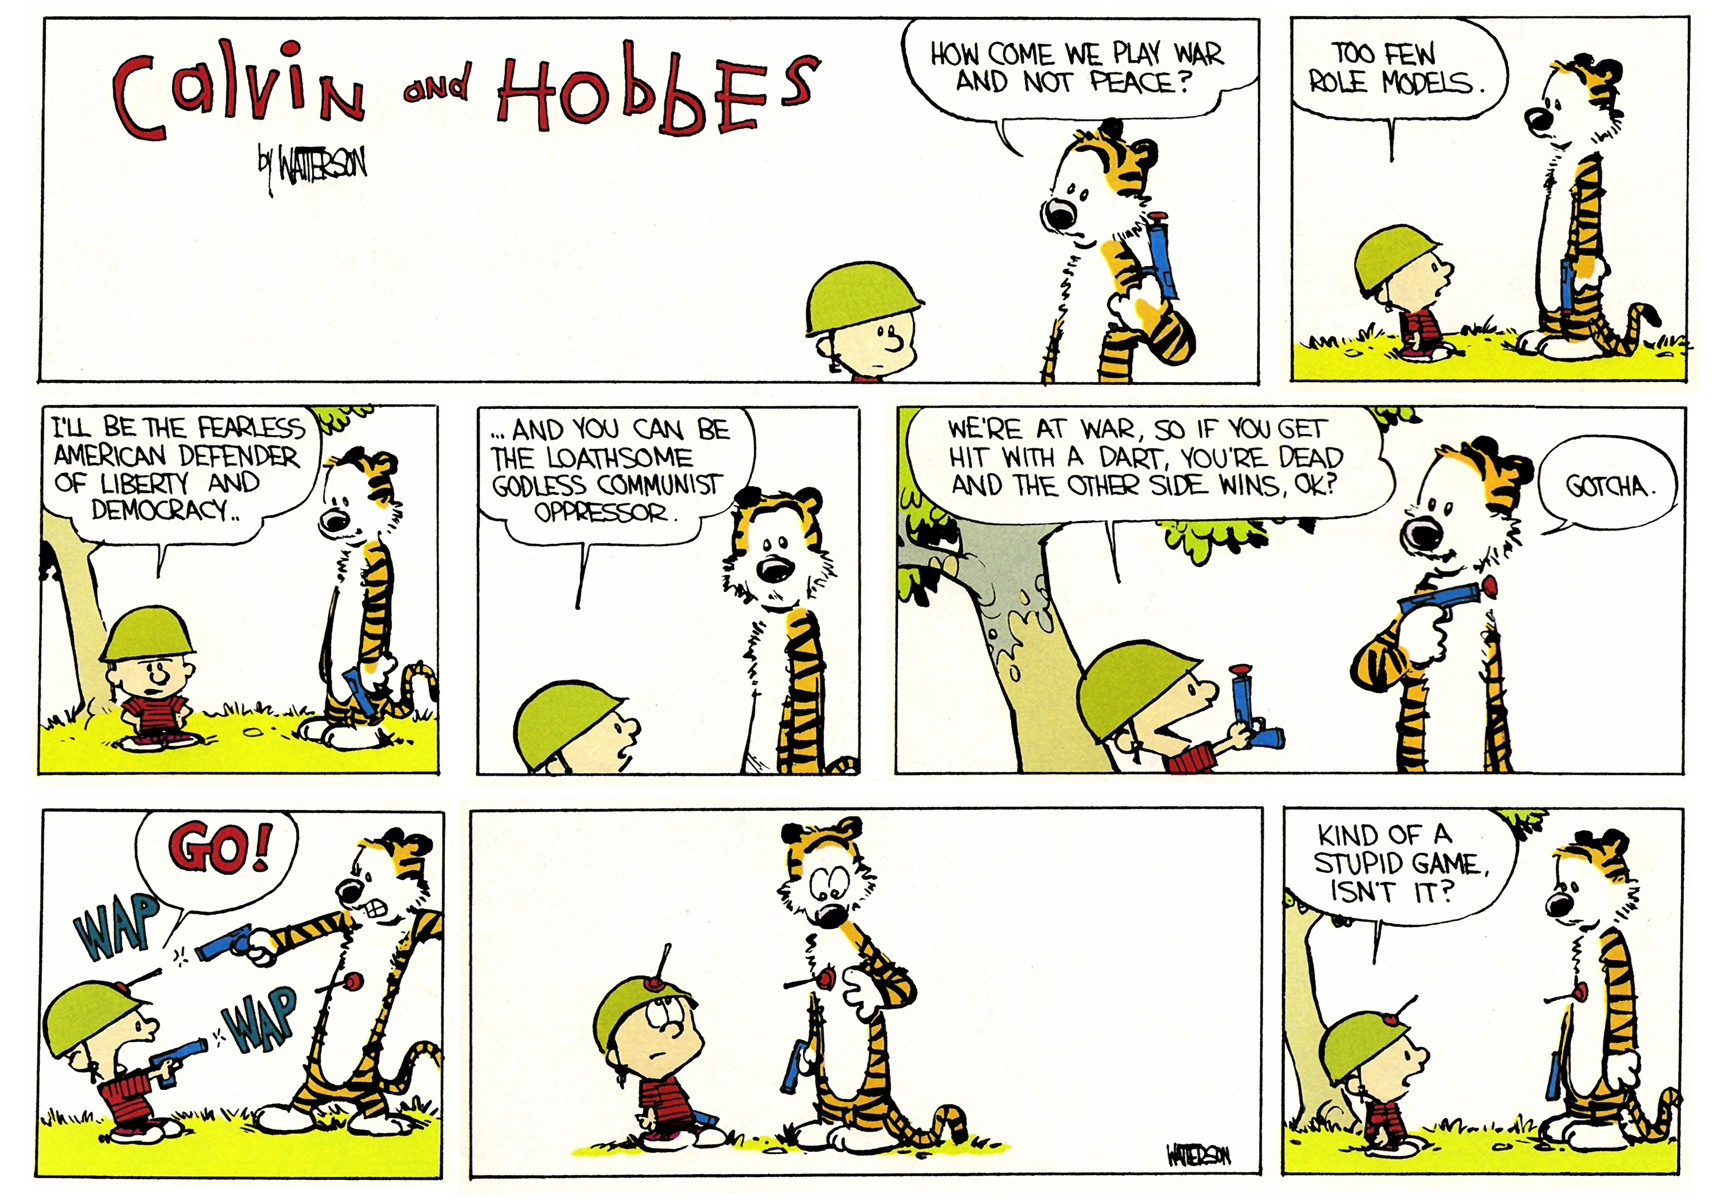 Calvin and HobbEs
by WATTERSON
HOW COME WE PLAY WAR
AND NOT PEACE?
TOO FEW
ROLE MODELS.
I'LL BE THE FEARLESS
AMERICAN DEFENDER
OF LIBERTY AND
DEMOCRACY..
...AND YOU CAN BE
THE LOATHSOME
GODLESS COMMUNIST
OPPRESSOR.
WE'RE AT WAR, SO IF YOU GET
HIT WITH A DART, YOU'RE DEAD
AND THE OTHER SIDE WINS, OK?
GOTCHA.
GO!
WAP
WAP
WATTERSON
KIND OF A
STUPID GAME,
ISN'T IT?